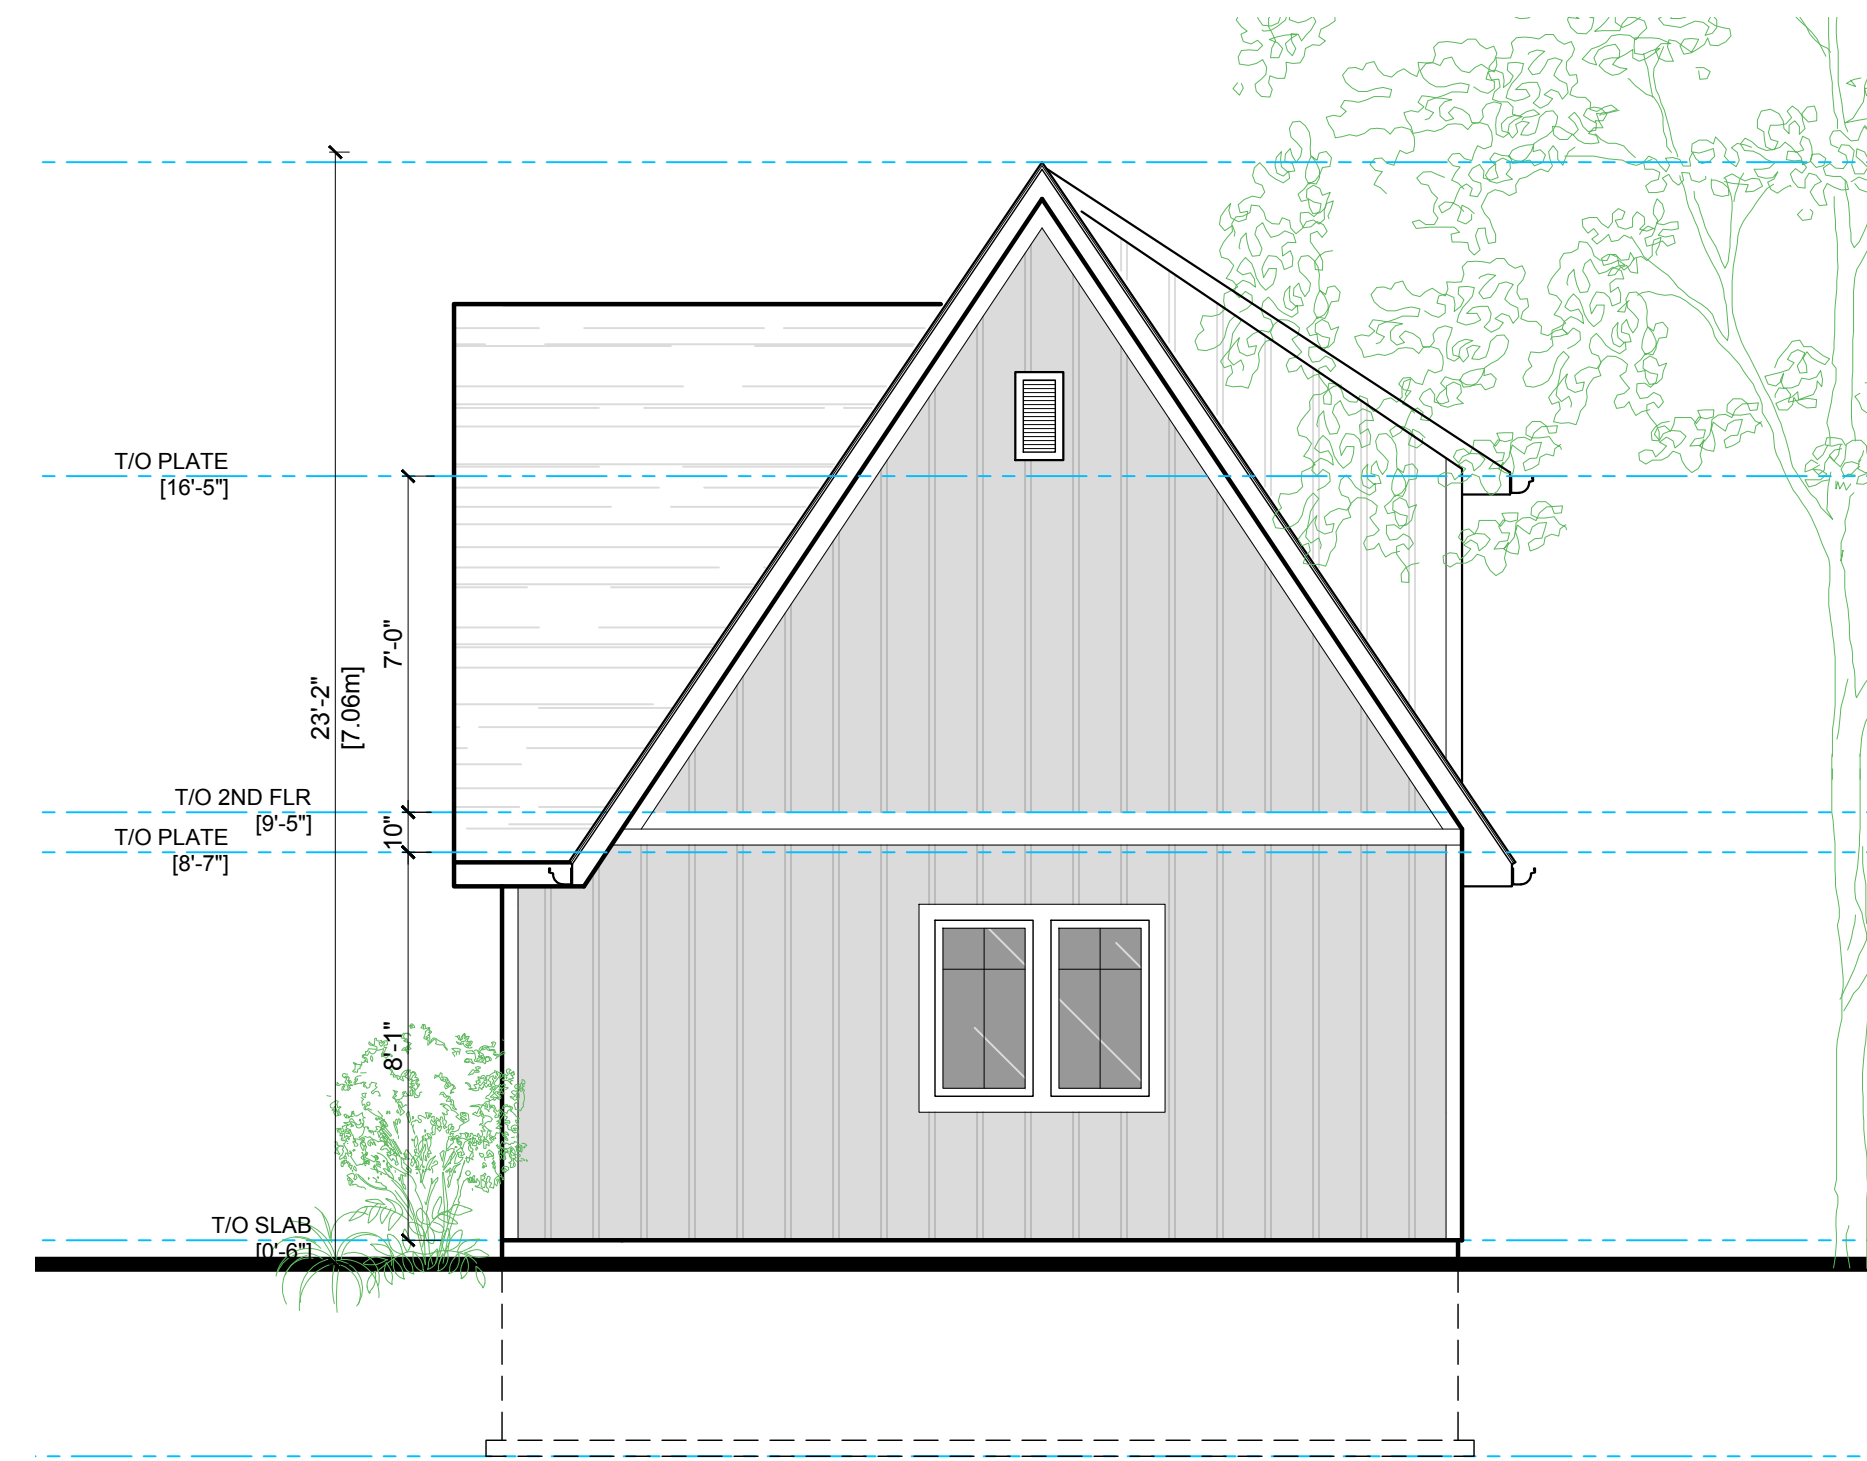 T/O PLATE
[16'-5"]
7'-0"
23'-2"
[7.06m]
T/O 2ND FLR
[9'-5"]
10"
T/O PLATE
[8'-7"]
8'-1"
T/O SLAB
[0'-6"]